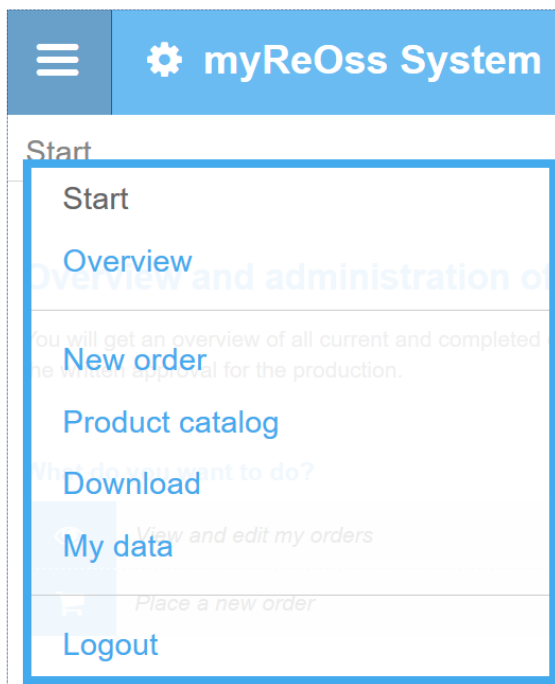 myReOss System
Start
Start
Overview
Overview and administration of
You will get an overview of all current and completed
the written approval for the production.
New order
Product catalog
What do you want to do?
Download
View and edit my orders
My data
Place a new order
Logout